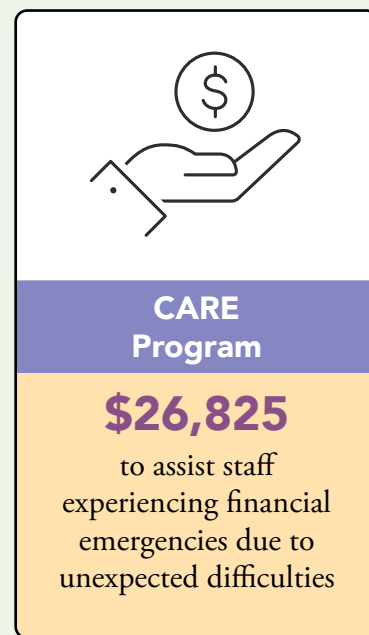 $
CARE
Program
$26,825
to assist staff
experiencing financial
emergencies due to
unexpected difficulties